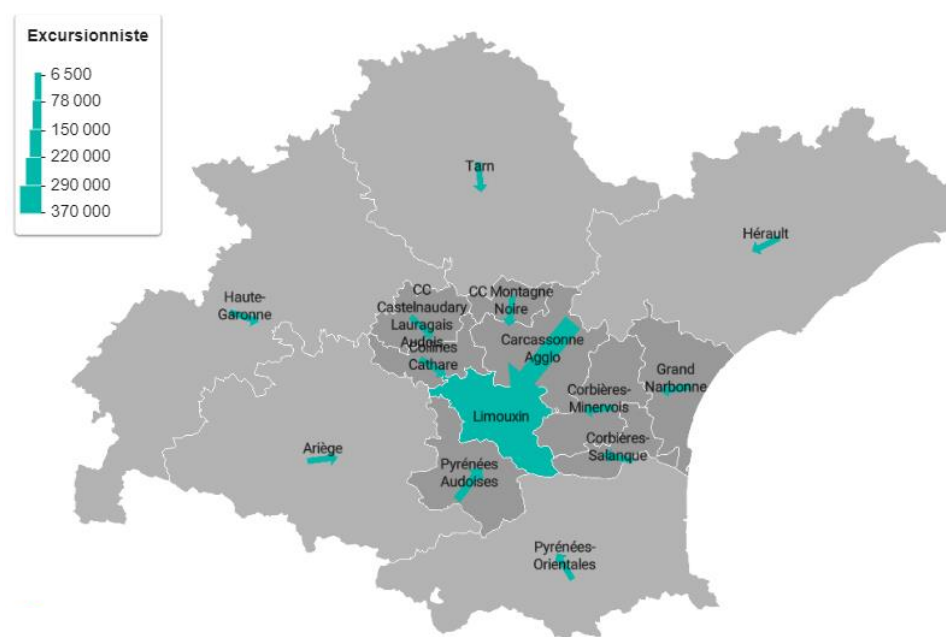 Excursionniste
6 500
78 000
150 000
220 000
290 000
370 000
Tarn
Hérault
Haute-
Garonne
CC
Castelnaudary
Lauragais
Audois
CC Montagne
Noire
Collines
Cathare
Carcassonne
Agglo
Grand
Narbonne
Corbières-
Minervois
Limouxin
Corbières-
Salanque
Ariège
Pyrénées
Audoises
Pyrénées-
Orientales